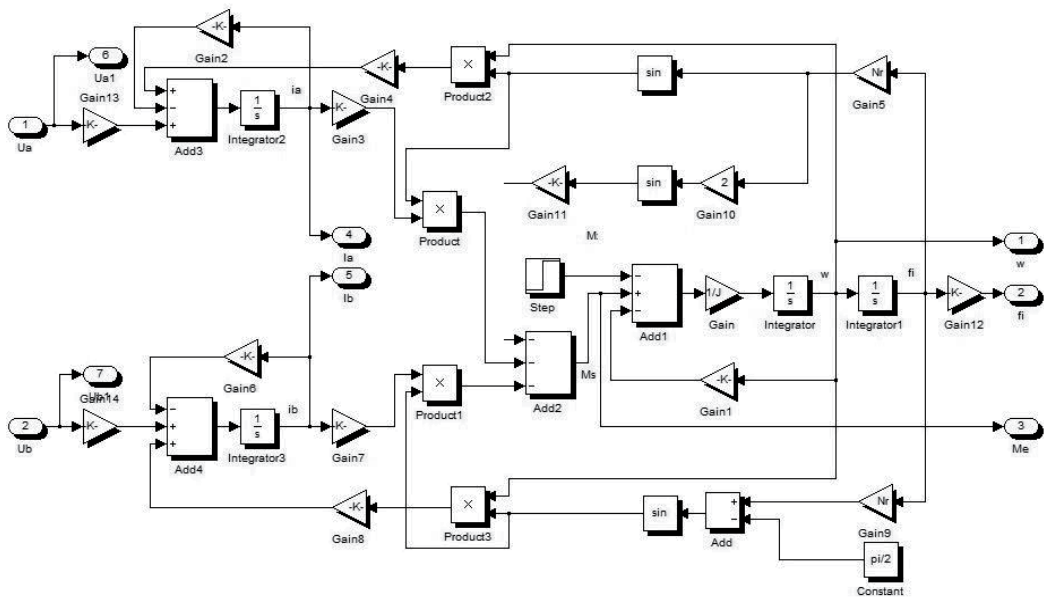 -K-
Gain2
6
Ua1
Gain13
K-
1
Ua
+
−
+
Add3
1
s
Integrator2
ia
K-
Gain3
-K-
Gain4
×
Product2
sin
Nr
Gain5
×
Product
-K-
Gain11
sin
2
Gain10
M:
4
Ia
5
Ib
Step
−
+
−
Add1
1/J
Gain
1
s
Integrator
w
1
s
Integrator1
fi
K-
Gain12
1
w
2
fi
-K-
Gain6
7
Ub1
Gain14
K-
2
Ub
−
+
+
Add4
1
s
Integrator3
ib
K-
Gain7
×
Product1
−
−
−
Add2
Ms
-K-
Gain1
3
Me
-K-
Gain8
×
Product3
sin
+
−
Add
Nr
Gain9
pi/2
Constant